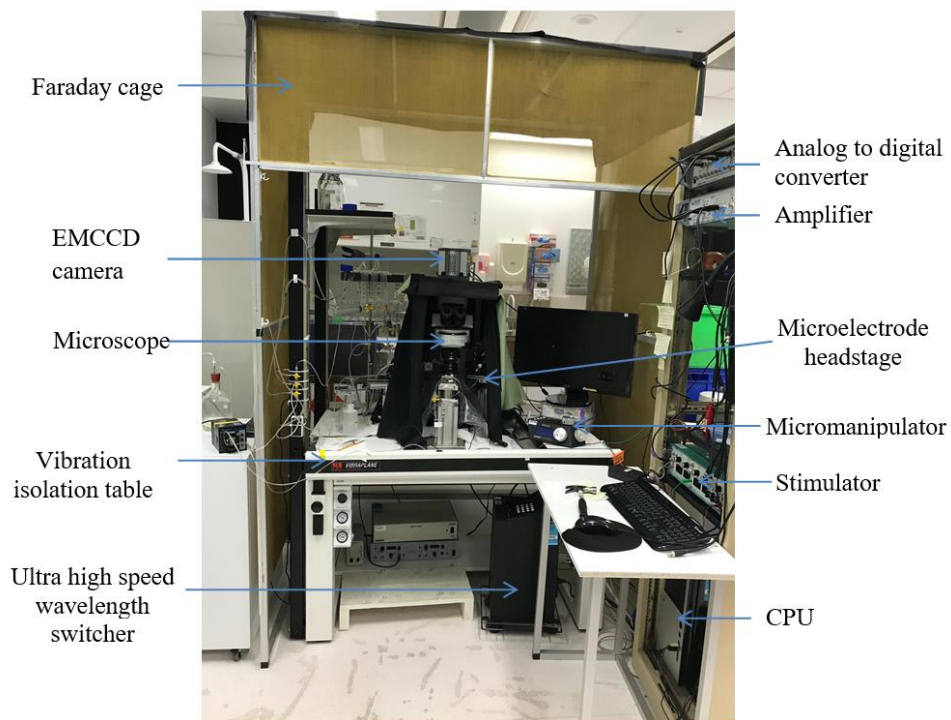 Faraday cage
EMCCD
camera
Microscope
Vibration
isolation table
Ultra high speed
wavelength
switcher
Analog to digital
converter
Amplifier
Microelectrode
headstage
Micromanipulator
Stimulator
CPU
VIBRAPLANE